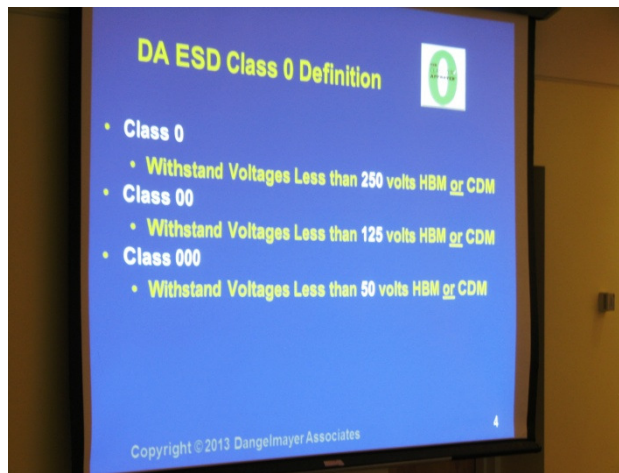 DA ESD Class 0 Definition
0
• Class 0
• Withstand Voltages Less than 250 volts HBM or CDM
• Class 00
• Withstand Voltages Less than 125 volts HBM or CDM
• Class 000
• Withstand Voltages Less than 50 volts HBM or CDM
4
Copyright ©2013 Dangelmayer Associates